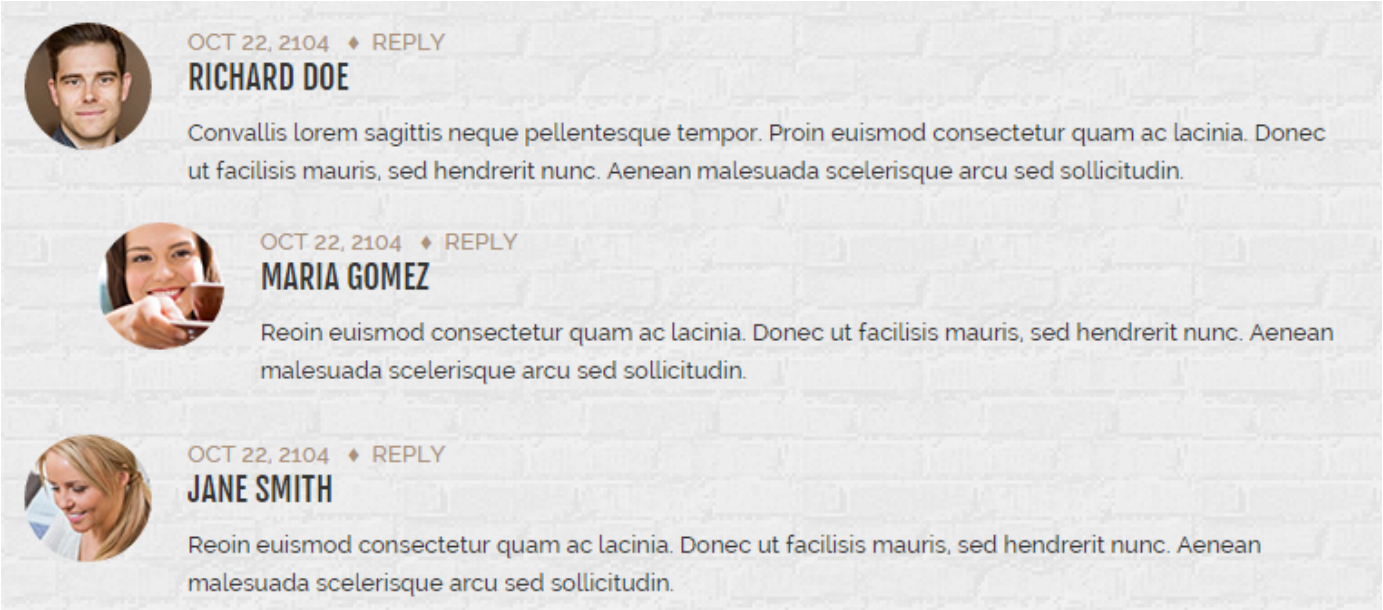 OCT 22, 2104 ♦ REPLY
RICHARD DOE
Convallis lorem sagittis neque pellentesque tempor. Proin euismod consectetur quam ac lacinia. Donec
ut facilisis mauris, sed hendrerit nunc. Aenean malesuada scelerisque arcu sed sollicitudin.
OCT 22, 2104 ♦ REPLY
MARIA GOMEZ
Reoin euismod consectetur quam ac lacinia. Donec ut facilisis mauris, sed hendrerit nunc. Aenean
malesuada scelerisque arcu sed sollicitudin.
OCT 22, 2104 ♦ REPLY
JANE SMITH
Reoin euismod consectetur quam ac lacinia. Donec ut facilisis mauris, sed hendrerit nunc. Aenean
malesuada scelerisque arcu sed sollicitudin.